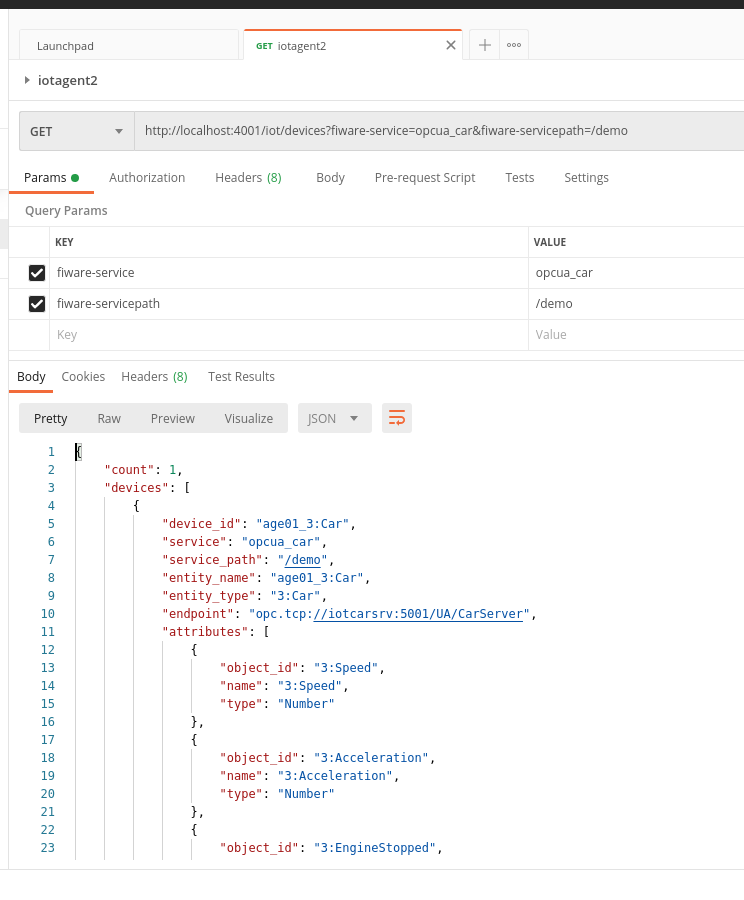 Launchpad
GET iotagent2
iotagent2
GET http://localhost:4001/iot/devices?fiware-service=opcua_car&fiware-servicepath=/demo
Params Authorization Headers (8) Body Pre-request Script Tests Settings
Query Params
KEY VALUE
fiware-service opcua_car
fiware-servicepath /demo
Key Value
Body Cookies Headers (8) Test Results
Pretty Raw Preview Visualize JSON
1 {
2 "count": 1,
3 "devices": [
4 {
5 "device_id": "age01_3:Car",
6 "service": "opcua_car",
7 "service_path": "/demo",
8 "entity_name": "age01_3:Car",
9 "entity_type": "3:Car",
10 "endpoint": "opc.tcp://iotcarsrv:5001/UA/CarServer",
11 "attributes": [
12 {
13 "object_id": "3:Speed",
14 "name": "3:Speed",
15 "type": "Number"
16 },
17 {
18 "object_id": "3:Acceleration",
19 "name": "3:Acceleration",
20 "type": "Number"
21 },
22 {
23 "object_id": "3:EngineStopped",